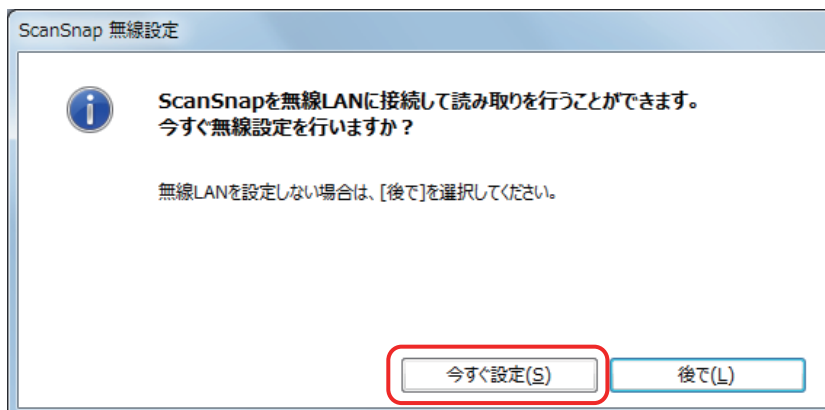 ScanSnap 無線設定
ScanSnapを無線LANに接続して読み取りを行うことができます。
今すぐ無線設定を行いますか？
無線LANを設定しない場合は、[後で]を選択してください。
今すぐ設定(S)
後で(L)